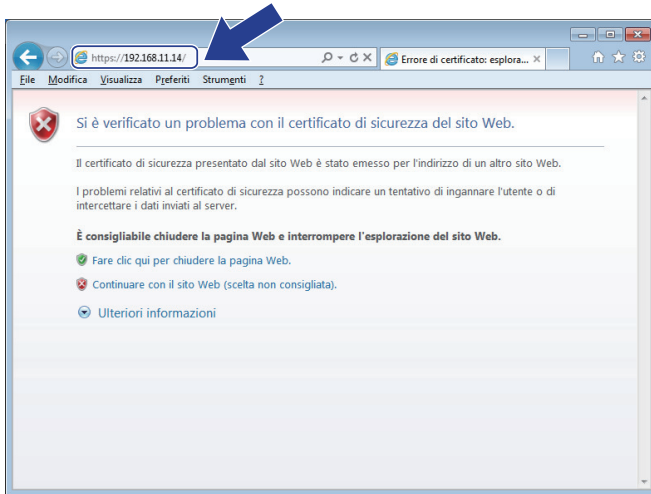 https://192.168.11.14/
Errore di certificato: esplora...
File Modifica Visualizza Preferiti Strumenti ?
Si è verificato un problema con il certificato di sicurezza del sito Web.
Il certificato di sicurezza presentato dal sito Web è stato emesso per l'indirizzo di un altro sito Web.
I problemi relativi al certificato di sicurezza possono indicare un tentativo di ingannare l'utente o di
intercettare i dati inviati al server.
È consigliabile chiudere la pagina Web e interrompere l'esplorazione del sito Web.
Fare clic qui per chiudere la pagina Web.
Continuare con il sito Web (scelta non consigliata).
Ulteriori informazioni